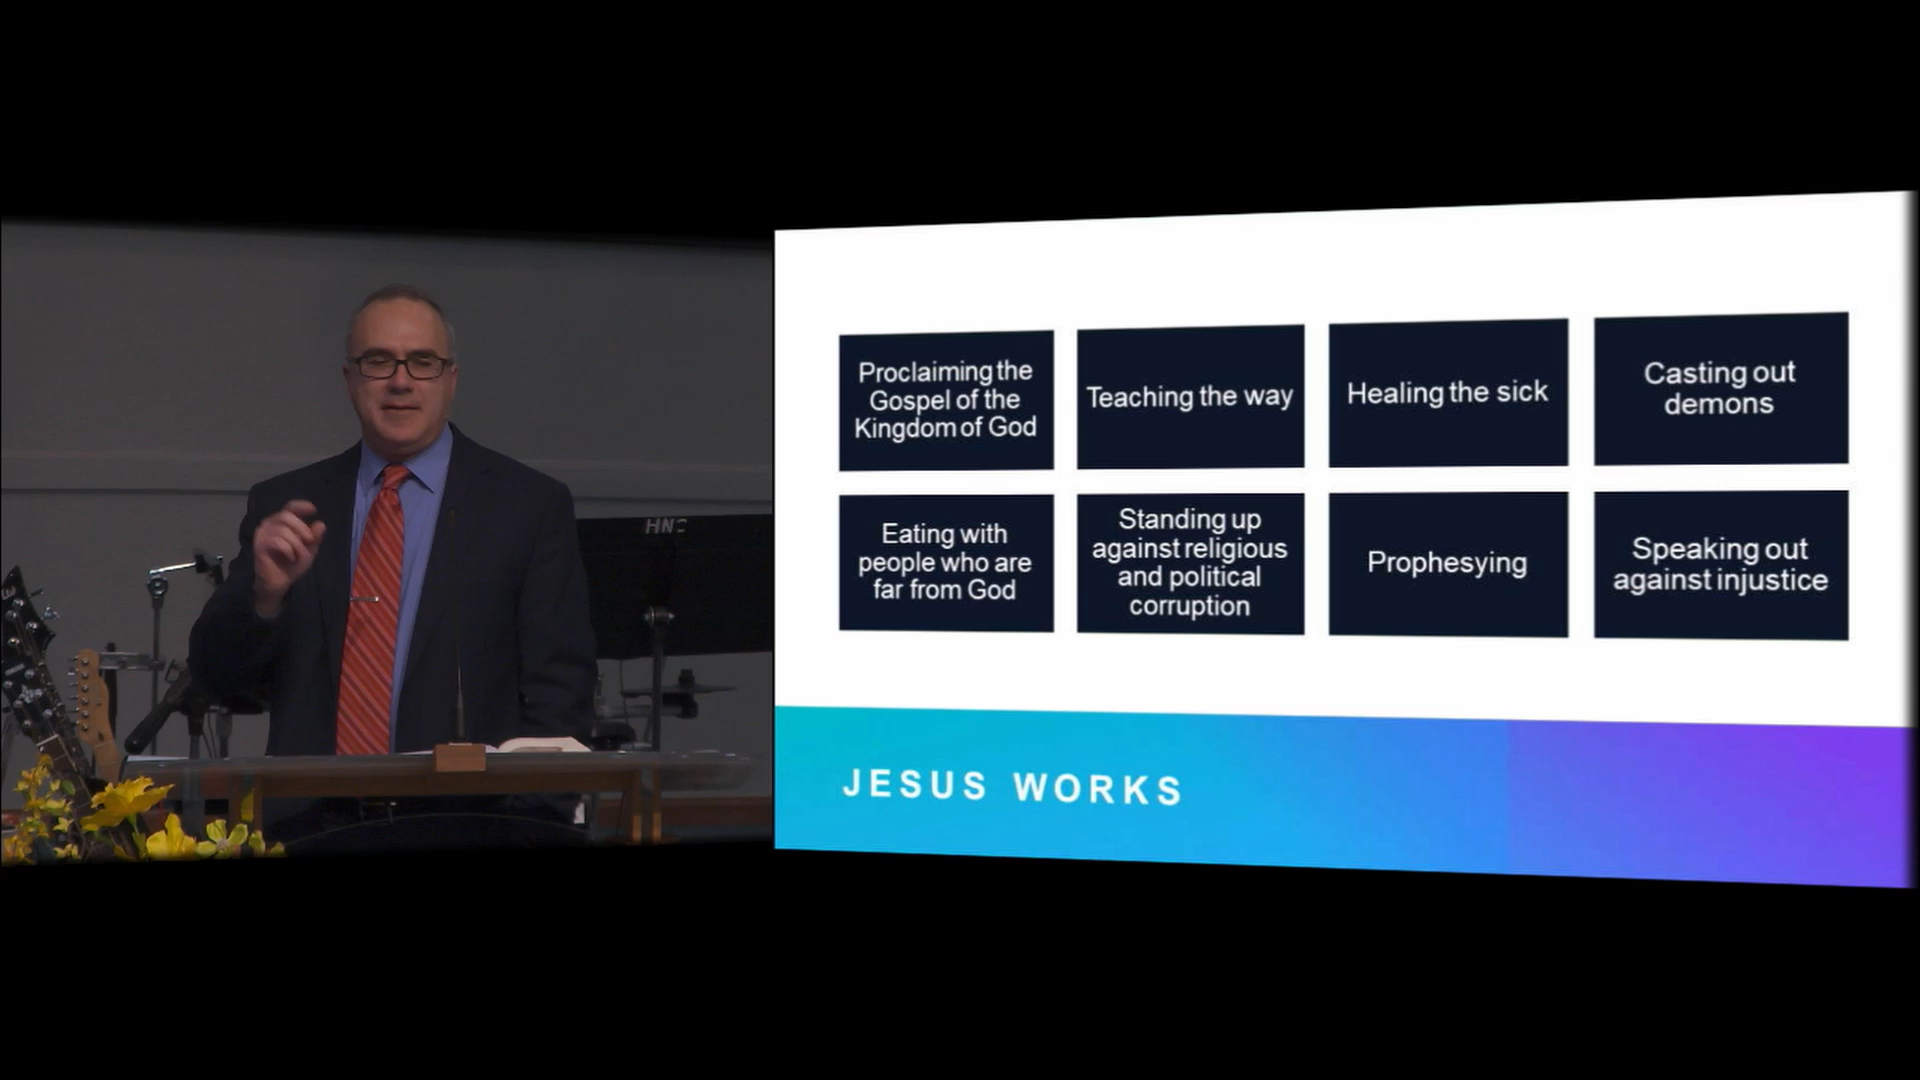 HNC
Proclaiming the
Gospel of the
Kingdom of God
Teaching the way
Healing the sick
Casting out
demons
Eating with
people who are
far from God
Standing up
against religious
and political
corruption
Prophesying
Speaking out
against injustice
JESUS WORKS